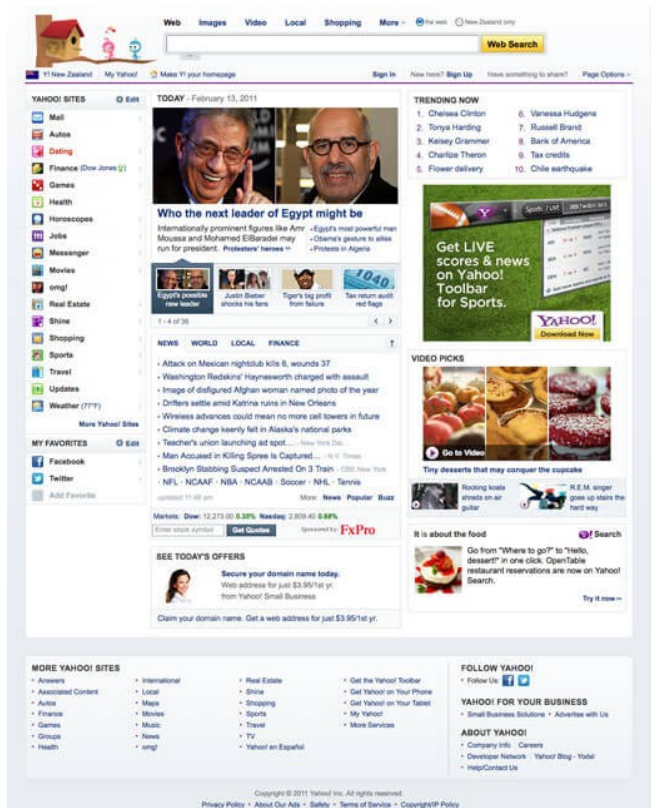 Web Images Video Local Shopping More
the web New Zealand only
Web Search
Y! New Zealand My Yahoo! Make Y! your homepage
Sign In New here? Sign Up Have something to share? Page Options
YAHOO! SITES Edit
Mail
Autos
Dating
Finance (Dow Jones)
Games
Health
Horoscopes
Jobs
Messenger
Movies
omg!
Real Estate
Shine
Shopping
Sports
Travel
Updates
Weather (77°F)
More Yahoo! Sites
MY FAVORITES Edit
Facebook
Twitter
Add Favorite
TODAY - February 13, 2011
WORLD
Who the next leader of Egypt might be
Internationally prominent figures like Amr
Moussa and Mohamed ElBaradei may
run for president. Protesters' heroes »
• Egypt's most powerful man
• Obama's gesture to allies
• Protests in Algeria
Egypt's possible
new leader
Justin Bieber
shocks his fans
Tiger's big profit
from failure
1040
Tax return audit
red flags
1 - 4 of 36
NEWS WORLD LOCAL FINANCE
• Attack on Mexican nightclub kills 6, wounds 37
• Washington Redskins' Haynesworth charged with assault
• Image of disfigured Afghan woman named photo of the year
• Drifters settle amid Katrina ruins in New Orleans
• Wireless advances could mean no more cell towers in future
• Climate change keenly felt in Alaska's national parks
• Teacher's union launching ad spot... - New York Dai...
• Man Accused in Killing Spree Is Captured... - N.Y. Times
• Brooklyn Stabbing Suspect Arrested On 3 Train - CBS New York
• NFL • NCAAF • NBA • NCAAB • Soccer • NHL • Tennis
updated 11:48 pm More: News Popular Buzz
Markets: Dow: 12,273.00 0.36% Nasdaq: 2,809.40 0.68%
Enter stock symbol Get Quotes Sponsored by: FxPro
SEE TODAY'S OFFERS
Secure your domain name today.
Web address for just $3.95/1st yr.
from Yahoo! Small Business
Claim your domain name. Get a web address for just $3.95/1st yr.
TRENDING NOW
1. Chelsea Clinton
2. Tonya Harding
3. Kelsey Grammer
4. Charlize Theron
5. Flower delivery
6. Vanessa Hudgens
7. Russell Brand
8. Bank of America
9. Tax credits
10. Chile earthquake
Y! Sports
Get LIVE
scores & news
on Yahoo!
Toolbar
for Sports.
YAHOO!
Download Now
VIDEO PICKS
Go to Video
Tiny desserts that may conquer the cupcake
Rocking koala
shreds on air
guitar
R.E.M. singer
goes up stairs the
hard way
It is about the food Y! Search
Go from "Where to go?" to "Hello,
dessert!" in one click. OpenTable
restaurant reservations are now on Yahoo!
Search.
Try it now »
MORE YAHOO! SITES
• Answers
• Associated Content
• Autos
• Finance
• Games
• Groups
• Health
• International
• Local
• Maps
• Movies
• Music
• News
• omg!
• Real Estate
• Shine
• Shopping
• Sports
• Travel
• TV
• Yahoo! en Español
• Get the Yahoo! Toolbar
• Get Yahoo! on Your Phone
• Get Yahoo! on Your Tablet
• My Yahoo!
• More Services
FOLLOW YAHOO!
• Follow Us:
YAHOO! FOR YOUR BUSINESS
• Small Business Solutions • Advertise with Us
ABOUT YAHOO!
• Company Info Careers
• Developer Network Yahoo! Blog - Yodel
• Help/Contact Us
Copyright © 2011 Yahoo! Inc. All rights reserved.
Privacy Policy • About Our Ads • Safety • Terms of Service • Copyright/IP Policy